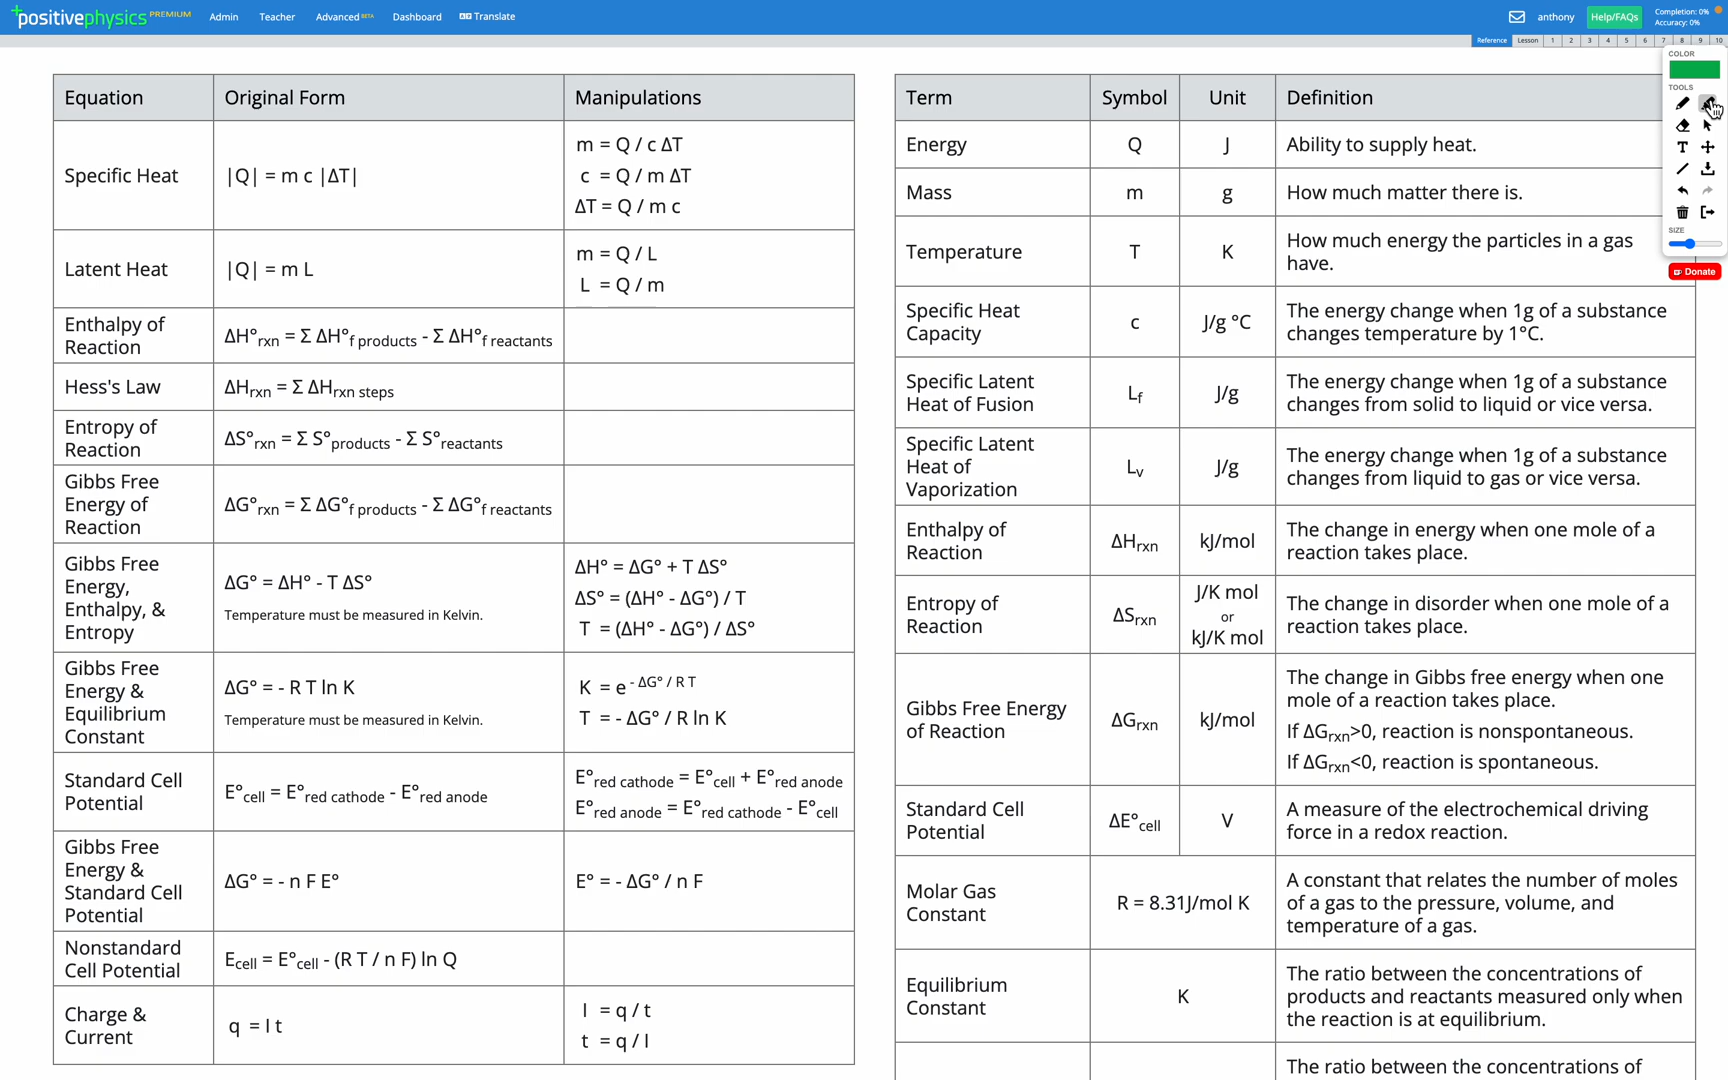 +positivephysics PREMIUM Admin Teacher Advanced BETA Dashboard Translate anthony Help/FAQs Completion: 0%
Accuracy: 0%
Reference Lesson 1 2 3 4 5 6 7 8 9 10
COLOR
TOOLS
T
SIZE
Donate
Equation Original Form Manipulations
Specific Heat |Q| = m c |ΔT|
m = Q / c ΔT
c = Q / m ΔT
ΔT = Q / m c
Latent Heat |Q| = m L
m = Q / L
L = Q / m
Enthalpy of
Reaction
ΔH°rxn = Σ ΔH°f products - Σ ΔH°f reactants
Hess's Law ΔHrxn = Σ ΔHrxn steps
Entropy of
Reaction
ΔS°rxn = Σ S°products - Σ S°reactants
Gibbs Free
Energy of
Reaction
ΔG°rxn = Σ ΔG°f products - Σ ΔG°f reactants
Gibbs Free
Energy,
Enthalpy, &
Entropy
ΔG° = ΔH° - T ΔS°
Temperature must be measured in Kelvin.
ΔH° = ΔG° + T ΔS°
ΔS° = (ΔH° - ΔG°) / T
T = (ΔH° - ΔG°) / ΔS°
Gibbs Free
Energy &
Equilibrium
Constant
ΔG° = - R T ln K
Temperature must be measured in Kelvin.
K = e - ΔG° / R T
T = - ΔG° / R ln K
Standard Cell
Potential
E°cell = E°red cathode - E°red anode
E°red cathode = E°cell + E°red anode
E°red anode = E°red cathode - E°cell
Gibbs Free
Energy &
Standard Cell
Potential
ΔG° = - n F E°
E° = - ΔG° / n F
Nonstandard
Cell Potential
Ecell = E°cell - (R T / n F) ln Q
Charge &
Current
q = I t
I = q / t
t = q / I
Term Symbol Unit Definition
Energy Q J Ability to supply heat.
Mass m g How much matter there is.
Temperature T K
How much energy the particles in a gas
have.
Specific Heat
Capacity
c J/g °C
The energy change when 1g of a substance
changes temperature by 1°C.
Specific Latent
Heat of Fusion
Lf J/g
The energy change when 1g of a substance
changes from solid to liquid or vice versa.
Specific Latent
Heat of
Vaporization
Lv J/g
The energy change when 1g of a substance
changes from liquid to gas or vice versa.
Enthalpy of
Reaction
ΔHrxn kJ/mol
The change in energy when one mole of a
reaction takes place.
Entropy of
Reaction
ΔSrxn
J/K mol
or
kJ/K mol
The change in disorder when one mole of a
reaction takes place.
Gibbs Free Energy
of Reaction
ΔGrxn kJ/mol
The change in Gibbs free energy when one
mole of a reaction takes place.
If ΔGrxn>0, reaction is nonspontaneous.
If ΔGrxn<0, reaction is spontaneous.
Standard Cell
Potential
ΔE°cell V
A measure of the electrochemical driving
force in a redox reaction.
Molar Gas
Constant
R = 8.31J/mol K
A constant that relates the number of moles
of a gas to the pressure, volume, and
temperature of a gas.
Equilibrium
Constant
K
The ratio between the concentrations of
products and reactants measured only when
the reaction is at equilibrium.
The ratio between the concentrations of